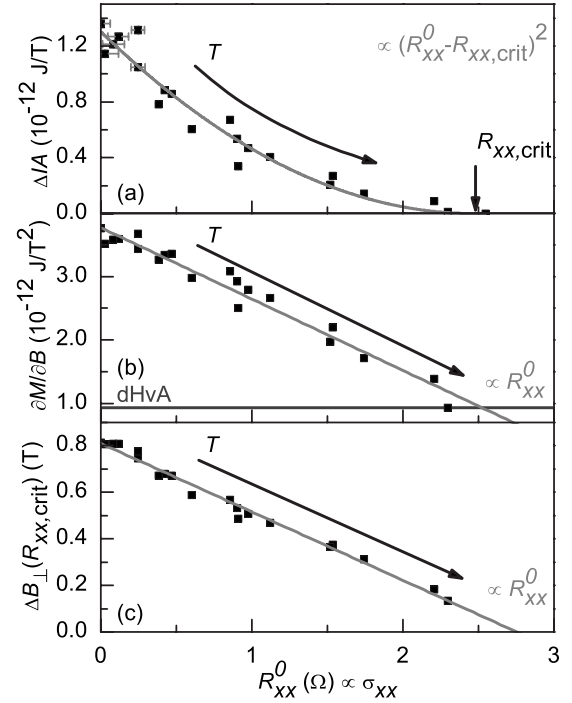 1.2
0.8
0.4
0.0
ΔIA (10⁻¹² J/T)
T
∝ (R⁰xx-Rxx,crit)²
Rxx,crit
(a)
3.0
2.0
1.0
∂M/∂B (10⁻¹² J/T²)
T
∝ R⁰xx
(b)
dHvA
0.8
0.6
0.4
0.2
0.0
ΔB⊥(Rxx,crit) (T)
T
∝ R⁰xx
(c)
0 1 2 3
R⁰xx (Ω) ∝ σxx